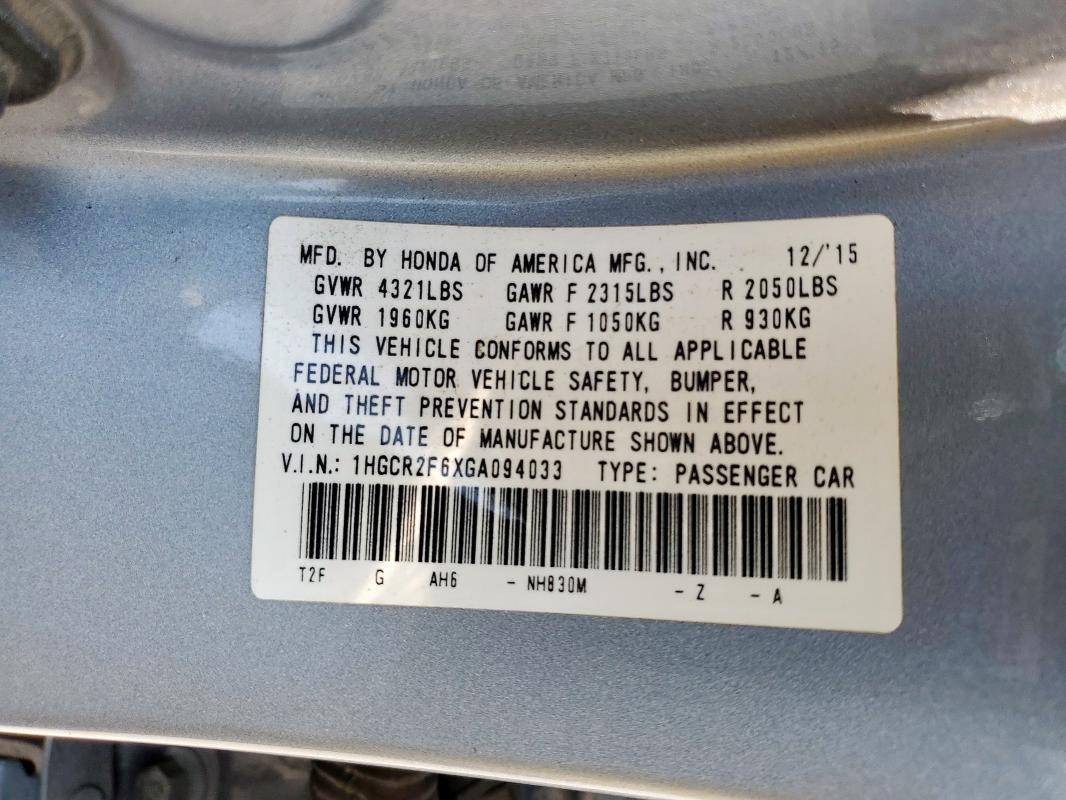 MFD. BY HONDA OF AMERICA MFG., INC. 12/'15
GVWR 4321LBS GAWR F 2315LBS R 2050LBS
GVWR 1960KG GAWR F 1050KG R 930KG
THIS VEHICLE CONFORMS TO ALL APPLICABLE
FEDERAL MOTOR VEHICLE SAFETY, BUMPER,
AND THEFT PREVENTION STANDARDS IN EFFECT
ON THE DATE OF MANUFACTURE SHOWN ABOVE.
V.I.N.: 1HGCR2F6XGA094033 TYPE: PASSENGER CAR
T2F G AH6 - NH830M - Z - A